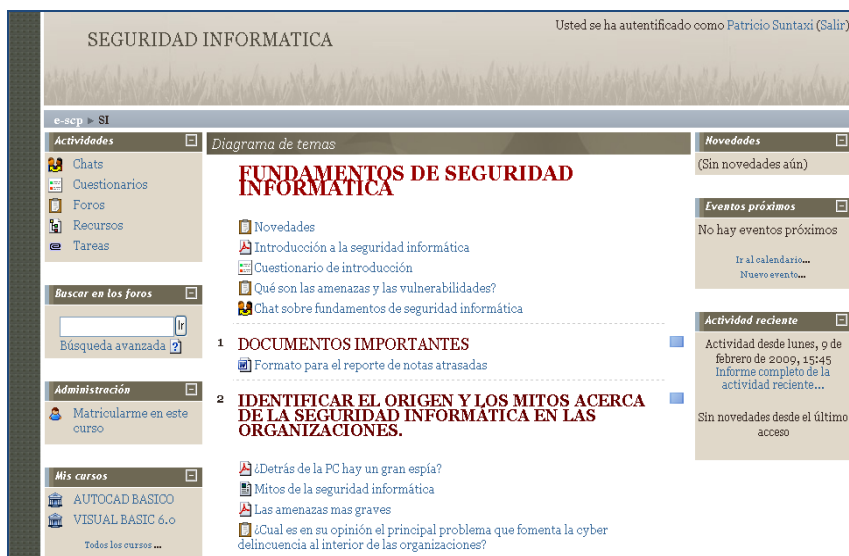 SEGURIDAD INFORMATICA
Usted se ha autentificado como Patricio Suntaxi (Salir)
e-scp ► SI
Actividades
Chats
Cuestionarios
Foros
Recursos
Tareas
Buscar en los foros
Ir
Búsqueda avanzada ?
Administración
Matricularme en este
curso
Mis cursos
AUTOCAD BASICO
VISUAL BASIC 6.0
Todos los cursos ...
Diagrama de temas
FUNDAMENTOS DE SEGURIDAD
INFORMATICA
Novedades
Introducción a la seguridad informática
Cuestionario de introducción
Qué son las amenazas y las vulnerabilidades?
Chat sobre fundamentos de seguridad informática
1 DOCUMENTOS IMPORTANTES
Formato para el reporte de notas atrasadas
2 IDENTIFICAR EL ORIGEN Y LOS MITOS ACERCA
DE LA SEGURIDAD INFORMÁTICA EN LAS
ORGANIZACIONES.
¿Detrás de la PC hay un gran espía?
Mitos de la seguridad informática
Las amenazas mas graves
¿Cual es en su opinión el principal problema que fomenta la cyber
delincuencia al interior de las organizaciones?
Novedades
(Sin novedades aún)
Eventos próximos
No hay eventos próximos
Ir al calendario...
Nuevo evento...
Actividad reciente
Actividad desde lunes, 9 de
febrero de 2009, 15:45
Informe completo de la
actividad reciente...
Sin novedades desde el último
acceso